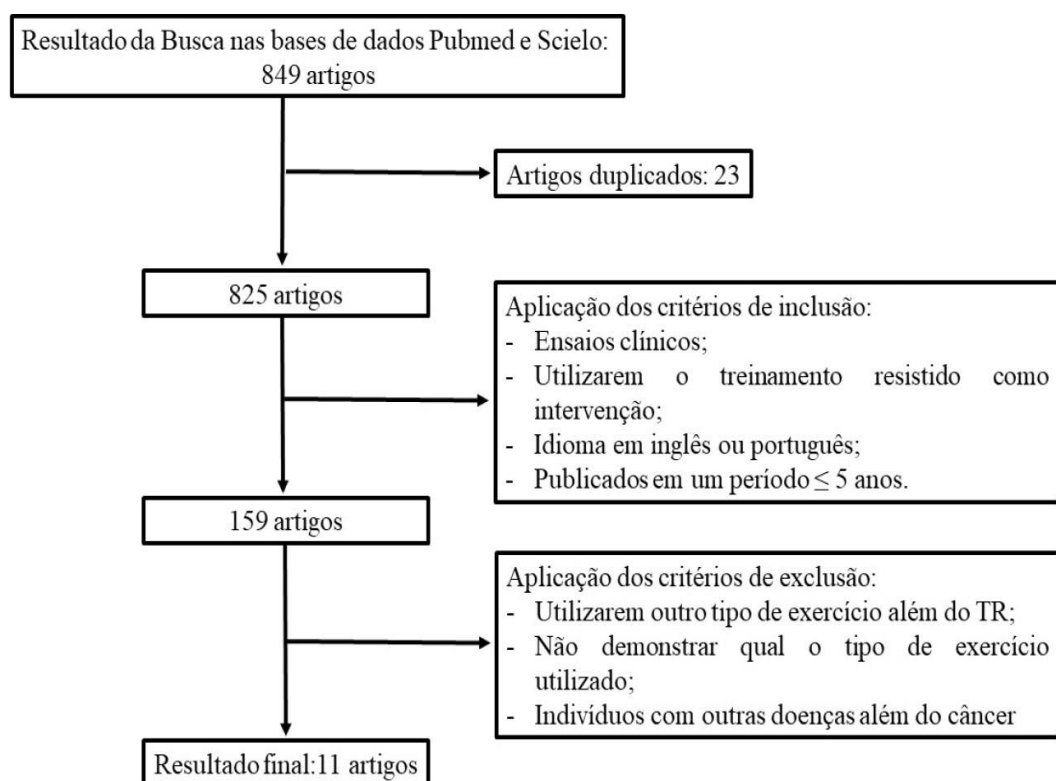 Resultado da Busca nas bases de dados Pubmed e Scielo:
849 artigos
Artigos duplicados: 23
825 artigos
Aplicação dos critérios de inclusão:
- Ensaios clínicos;
- Utilizarem o treinamento resistido como
intervenção;
- Idioma em inglês ou português;
- Publicados em um período ≤ 5 anos.
159 artigos
Aplicação dos critérios de exclusão:
- Utilizarem outro tipo de exercício além do TR;
- Não demonstrar qual o tipo de exercício
utilizado;
- Indivíduos com outras doenças além do câncer
Resultado final:11 artigos